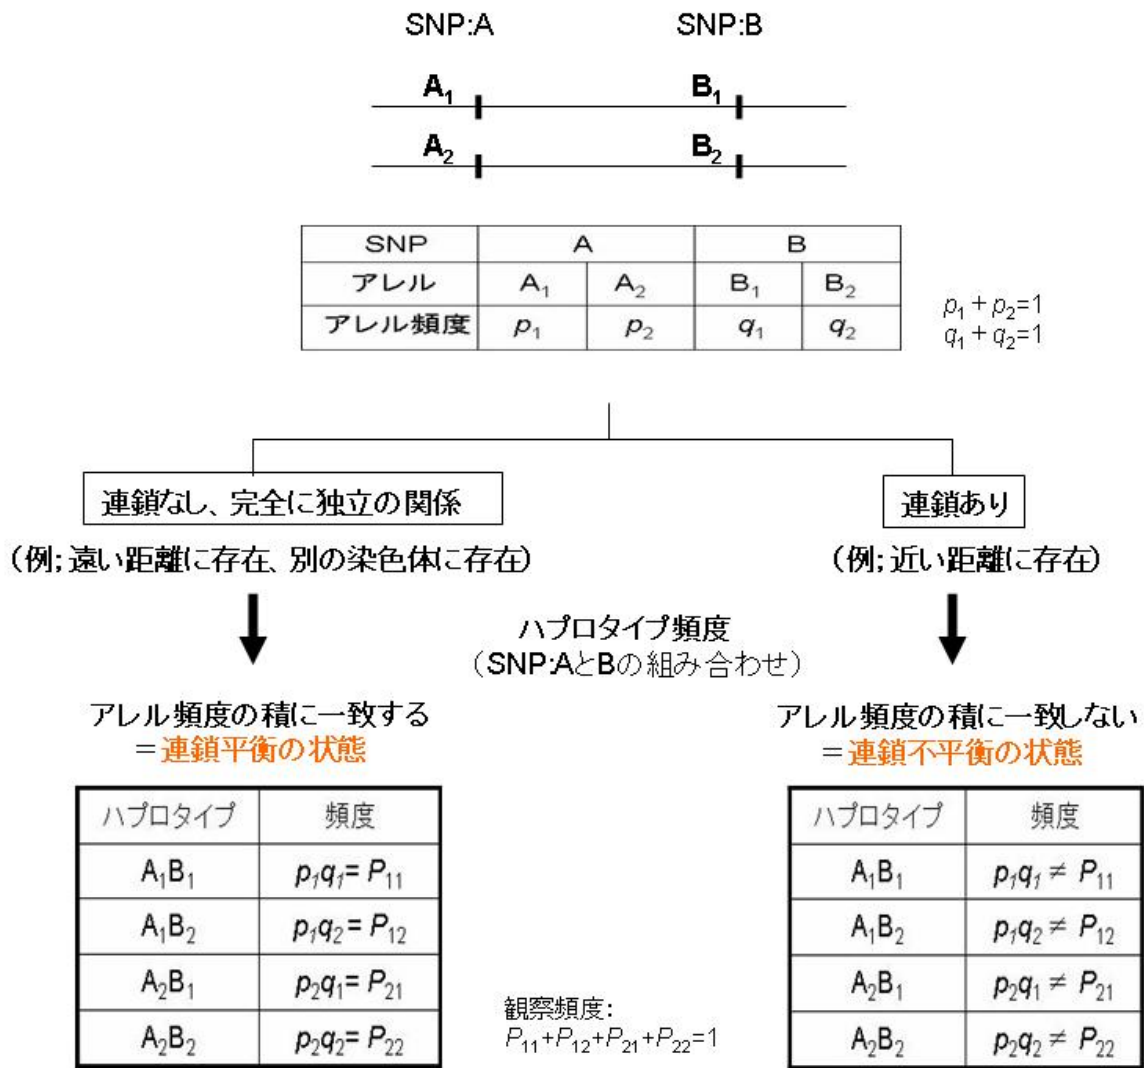 SNP:A SNP:B
A₁ B₁
A₂ B₂
SNP A B
アレル A₁ A₂ B₁ B₂
アレル頻度 p₁ p₂ q₁ q₂
p₁ + p₂=1
q₁ + q₂=1
連鎖なし、完全に独立の関係
(例; 遠い距離に存在、別の染色体に存在)
連鎖あり
(例; 近い距離に存在)
ハプロタイプ頻度
(SNP:AとBの組み合わせ)
アレル頻度の積に一致する
=連鎖平衡の状態
ハプロタイプ 頻度
A₁B₁ p₁q₁= P₁₁
A₁B₂ p₁q₂= P₁₂
A₂B₁ p₂q₁= P₂₁
A₂B₂ p₂q₂= P₂₂
観察頻度:
P₁₁+P₁₂+P₂₁+P₂₂=1
アレル頻度の積に一致しない
=連鎖不平衡の状態
ハプロタイプ 頻度
A₁B₁ p₁q₁ ≠ P₁₁
A₁B₂ p₁q₂ ≠ P₁₂
A₂B₁ p₂q₁ ≠ P₂₁
A₂B₂ p₂q₂ ≠ P₂₂